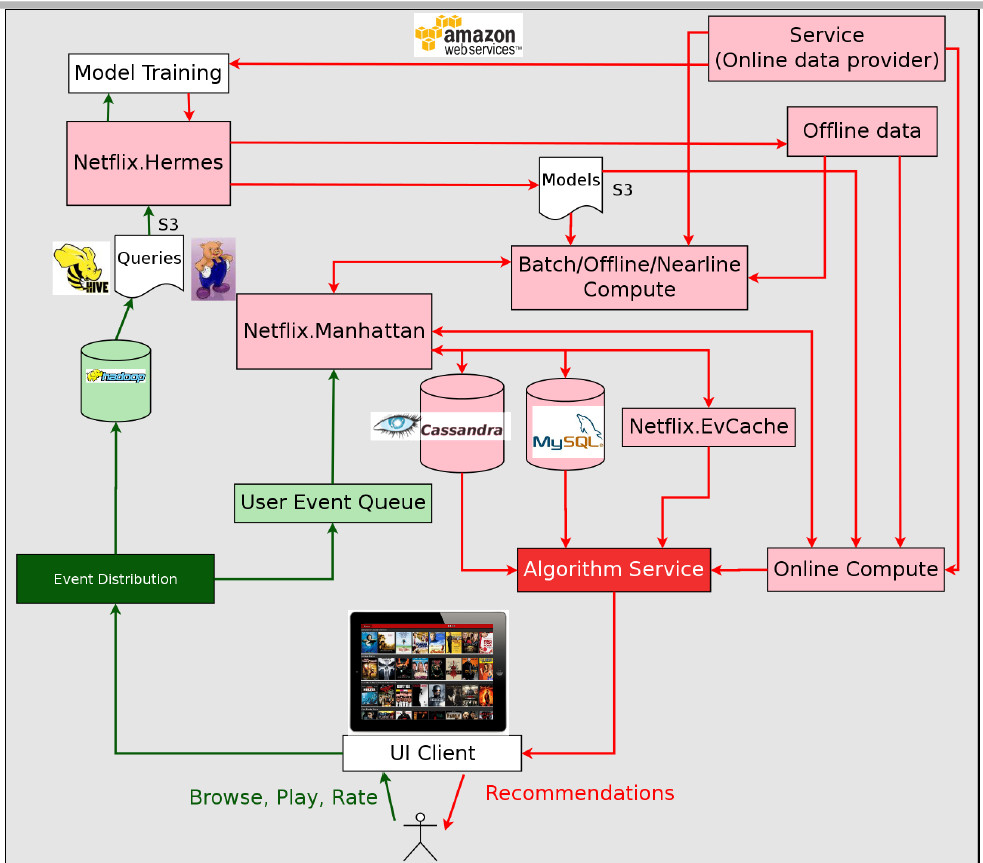 amazon
webservices™
Service
(Online data provider)
Model Training
Offline data
Netflix.Hermes
Models
S3
S3
Queries
HIVE
Batch/Offline/Nearline
Compute
Netflix.Manhattan
hadoop
Cassandra
MySQL®
Netflix.EvCache
User Event Queue
Event Distribution
Algorithm Service
Online Compute
UI Client
Browse, Play, Rate
Recommendations